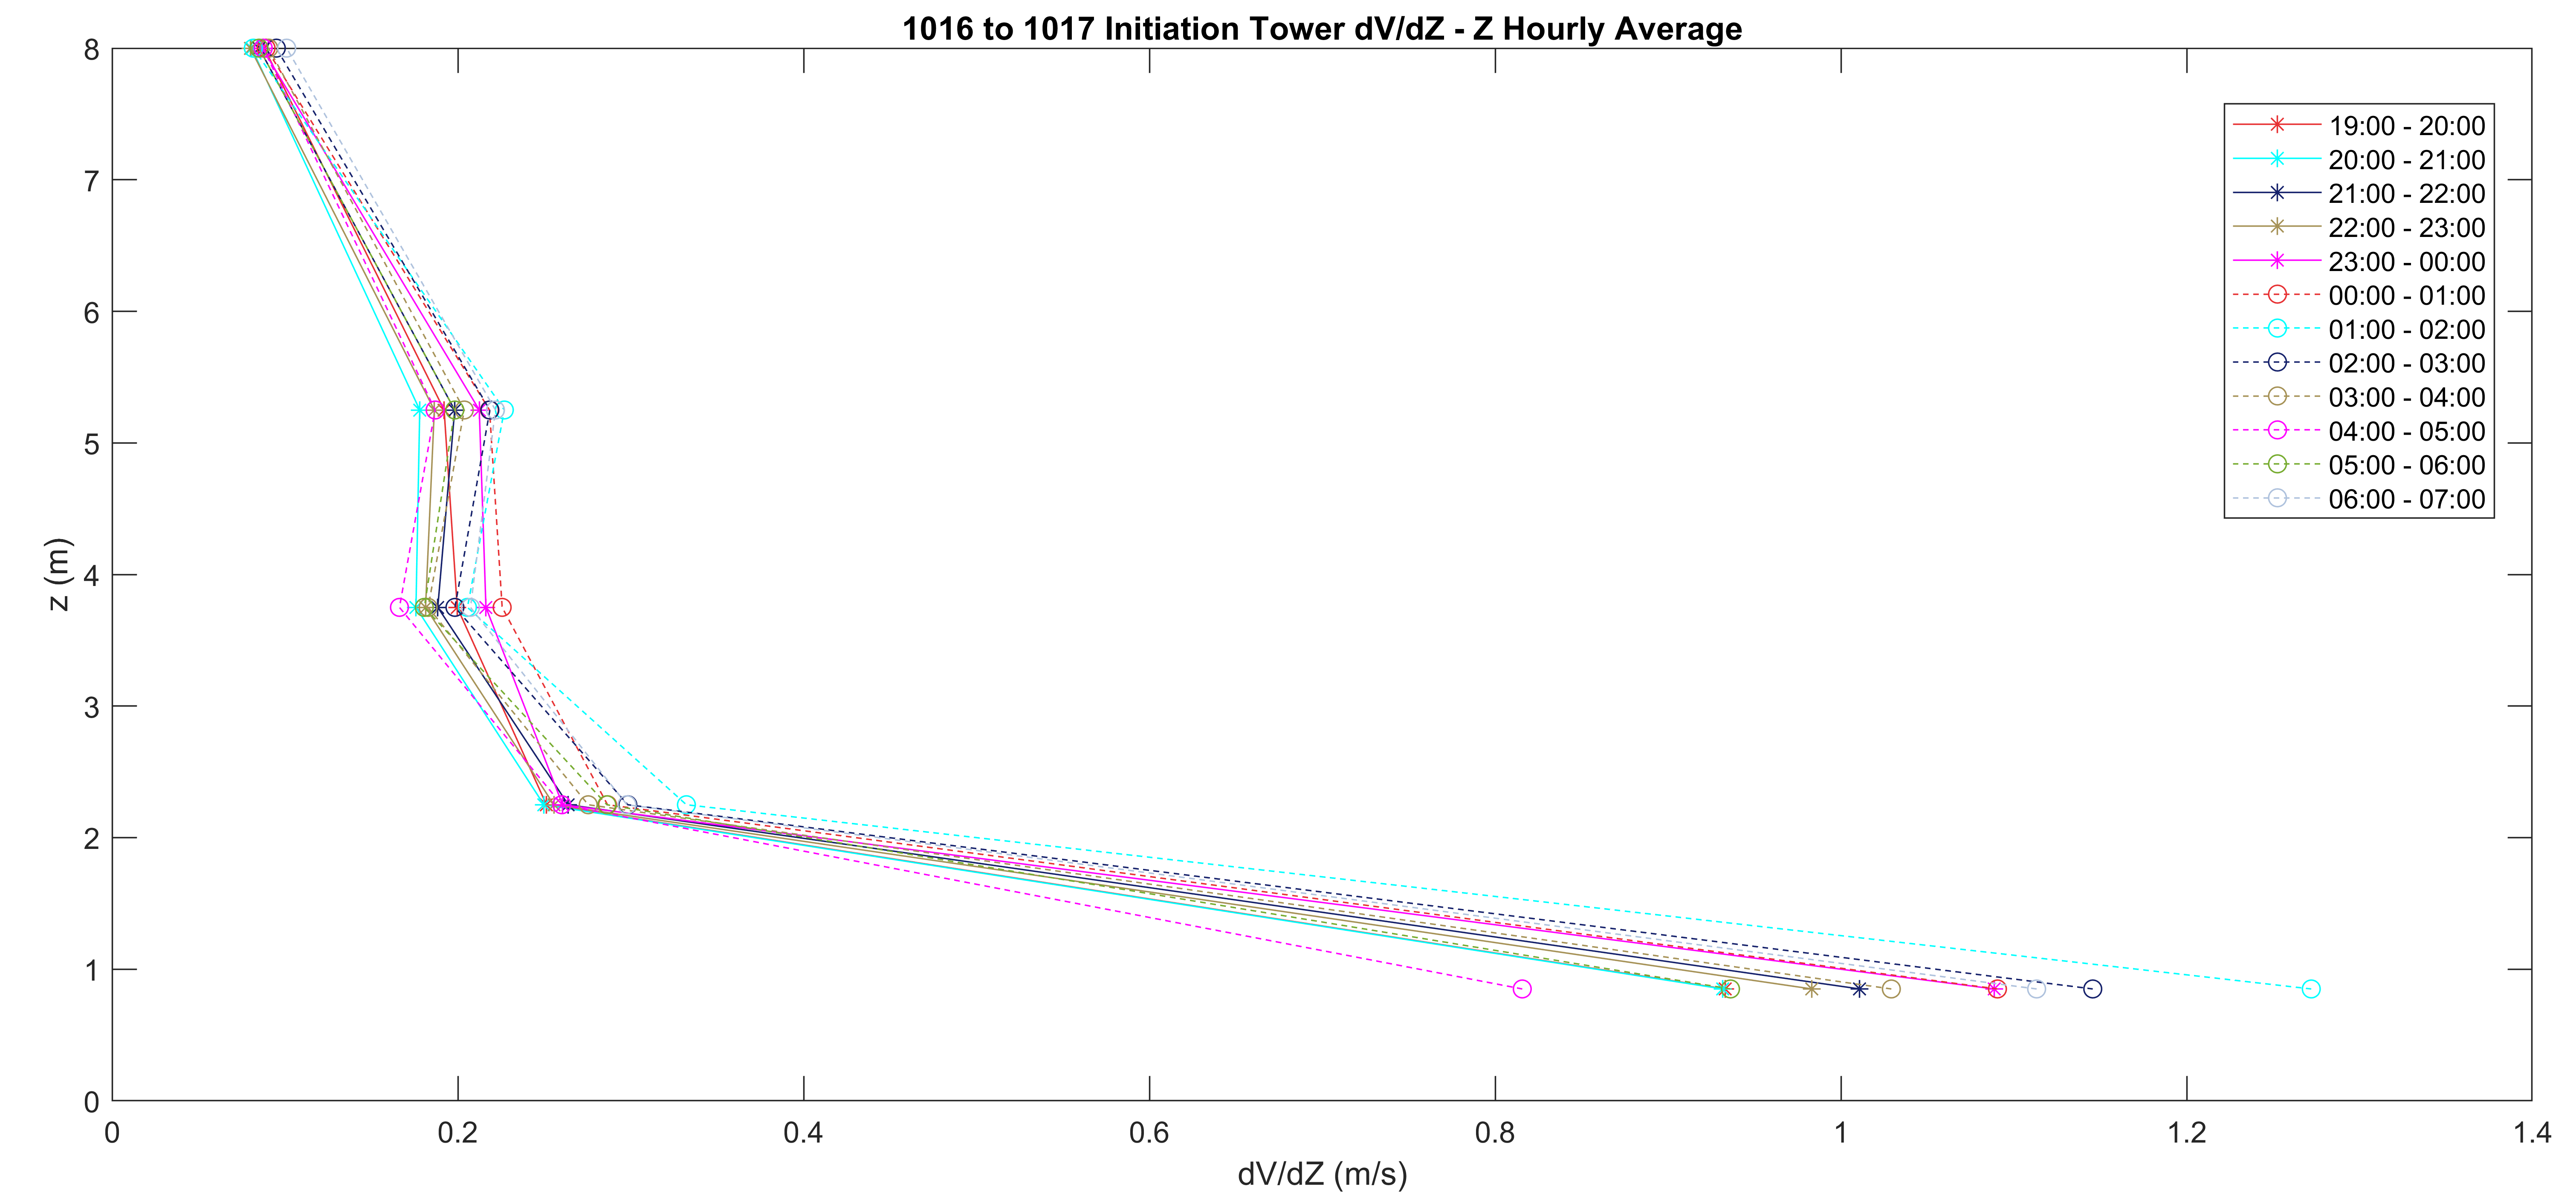 1016 to 1017 Initiation Tower dV/dZ - Z Hourly Average
8
7
6
5
4
3
2
1
0
z (m)
19:00 - 20:00
20:00 - 21:00
21:00 - 22:00
22:00 - 23:00
23:00 - 00:00
00:00 - 01:00
01:00 - 02:00
02:00 - 03:00
03:00 - 04:00
04:00 - 05:00
05:00 - 06:00
06:00 - 07:00
0 0.2 0.4 0.6 0.8 1 1.2 1.4
dV/dZ (m/s)